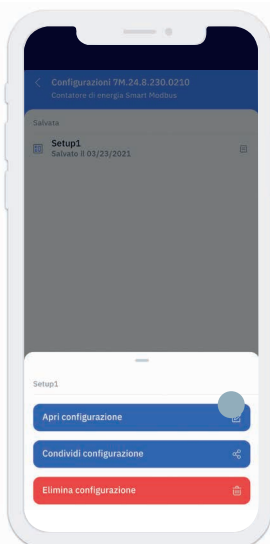 Configurazioni 7M.24.8.230.0210
Contatore di energia Smart Modbus
Salvata
Setup1
Salvato il 03/23/2021
Setup1
Apri configurazione
Condividi configurazione
Elimina configurazione